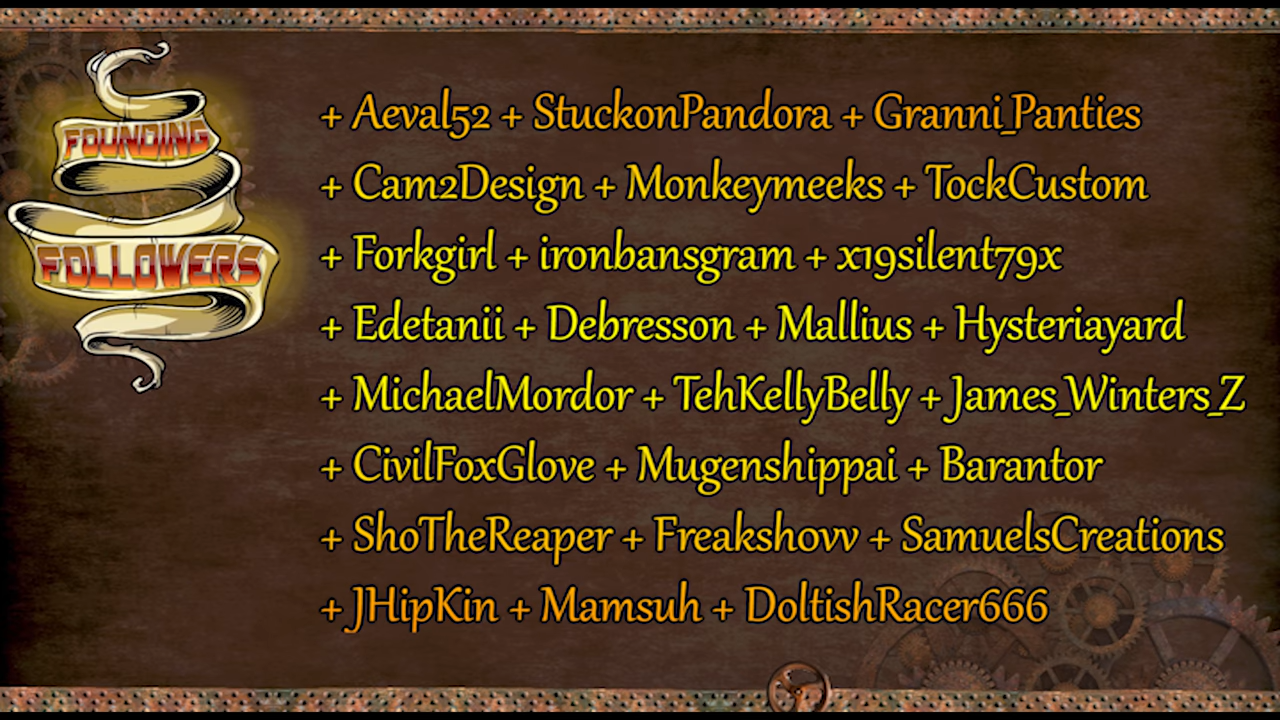 FOUNDING
FOLLOWERS
+ Aeval52 + StuckonPandora + Granni_Panties
+ Cam2Design + Monkeymeeks + TockCustom
+ Forkgirl + ironbansgram + x19silent79x
+ Edetanii + Debresson + Mallius + Hysteriayard
+ MichaelMordor + TehKellyBelly + James_Winters_Z
+ CivilFoxGlove + Mugenshippai + Barantor
+ ShoTheReaper + Freakshovv + SamuelsCreations
+ JHipKin + Mamsuh + DoltishRacer666